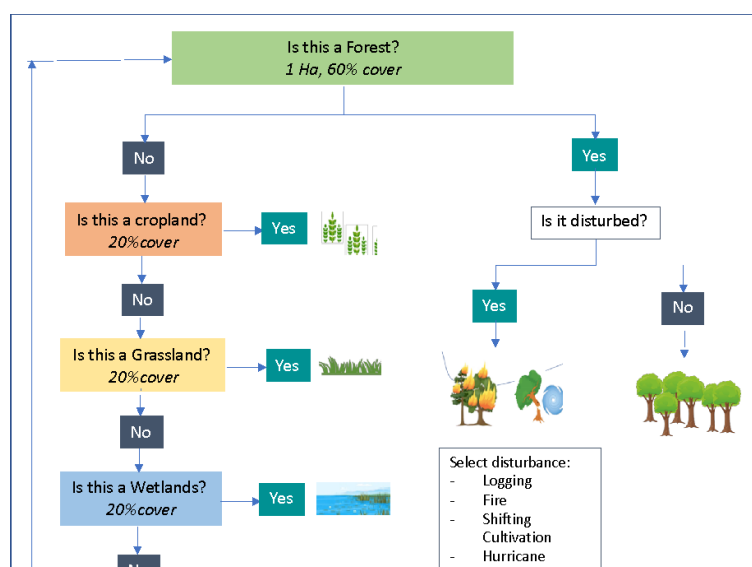 Is this a Forest?
1 Ha, 60% cover
No
Yes
Is this a cropland?
20%cover
Yes
Is it disturbed?
No
Yes
No
Is this a Grassland?
20%cover
Yes
No
Select disturbance:
- Logging
- Fire
- Shifting
Cultivation
- Hurricane
Is this a Wetlands?
20%cover
Yes
No